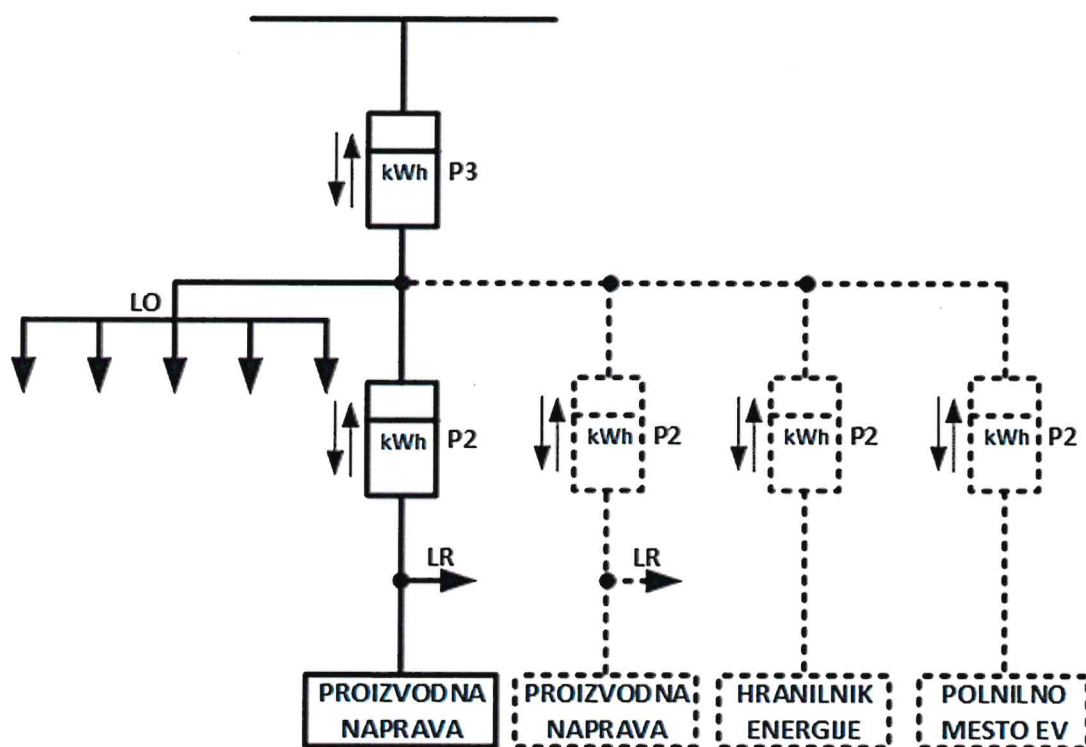 kWh P3
LO
kWh P2
kWh P2
kWh P2
kWh P2
LR
LR
PROIZVODNA
NAPRAVA
PROIZVODNA
NAPRAVA
HRANILNIK
ENERGIJE
POLNILNO
MESTO EV